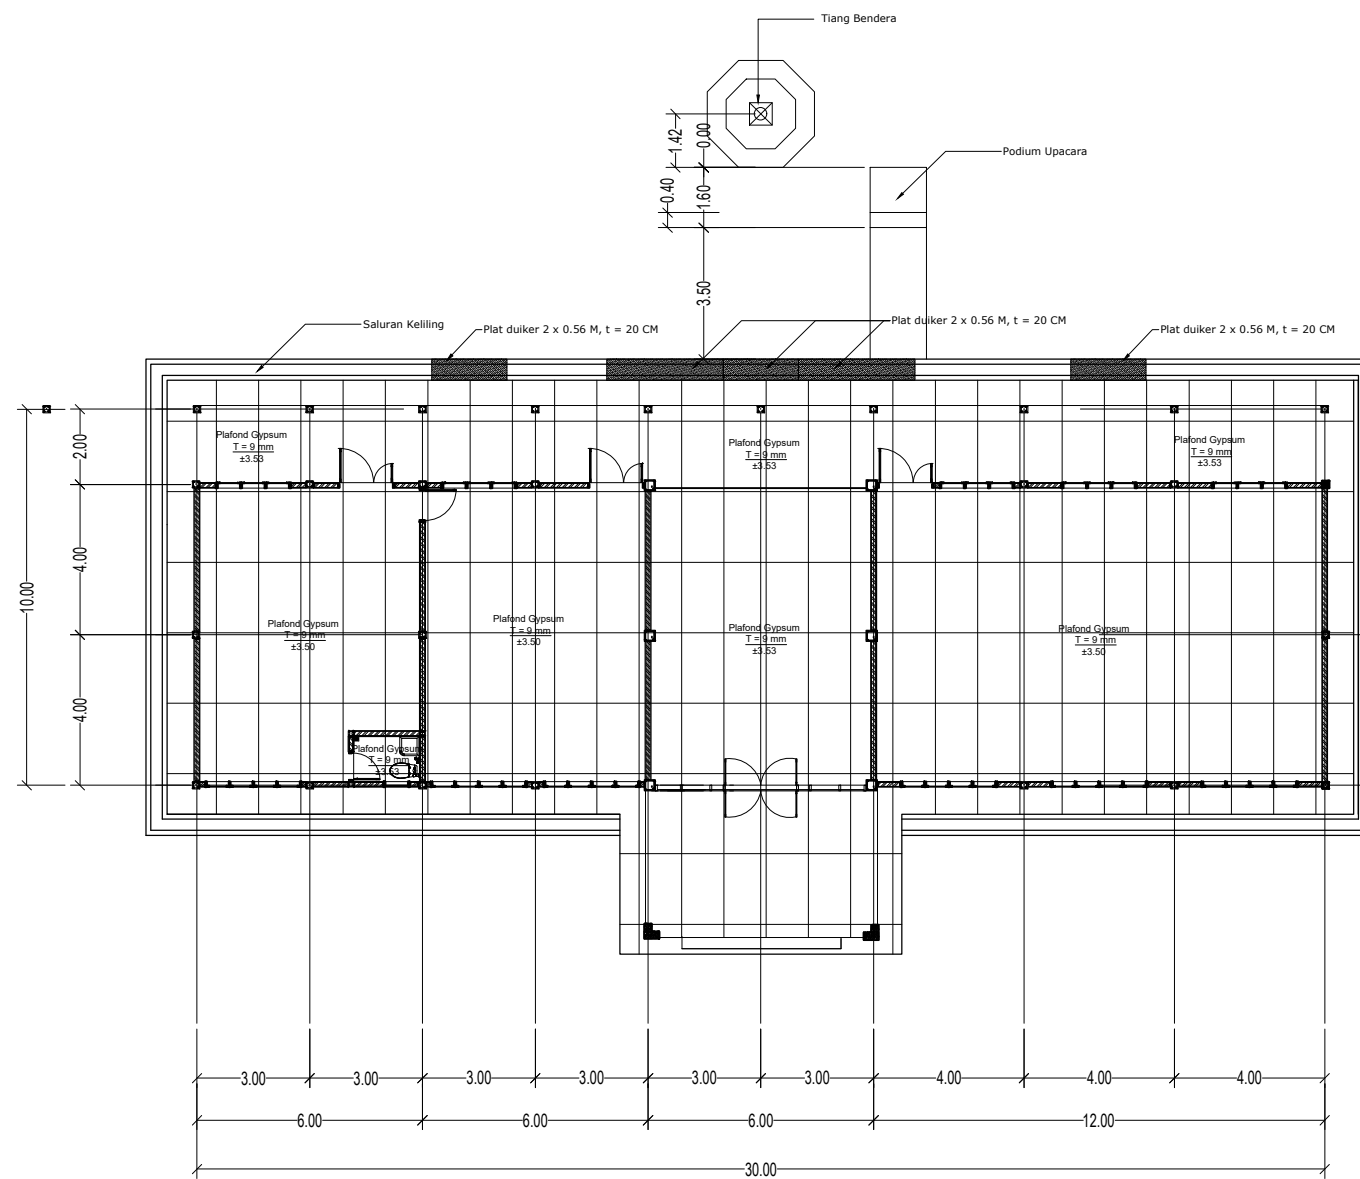 Tiang Bendera
1.42
0.00
Podium Upacara
0.40
1.60
3.50
Saluran Keliling
Plat duiker 2 x 0.56 M, t = 20 CM
Plat duiker 2 x 0.56 M, t = 20 CM
Plat duiker 2 x 0.56 M, t = 20 CM
2.00
4.00
4.00
10.00
Plafond Gypsum
T = 9 mm
±3.53
Plafond Gypsum
T = 9 mm
±3.53
Plafond Gypsum
T = 9 mm
±3.53
Plafond Gypsum
T = 9 mm
±3.50
Plafond Gypsum
T = 9 mm
±3.50
Plafond Gypsum
T = 9 mm
±3.53
Plafond Gypsum
T = 9 mm
±3.50
Plafond Gypsum
T = 9 mm
±3.53
3.00
3.00
3.00
3.00
3.00
3.00
4.00
4.00
4.00
6.00
6.00
6.00
12.00
30.00